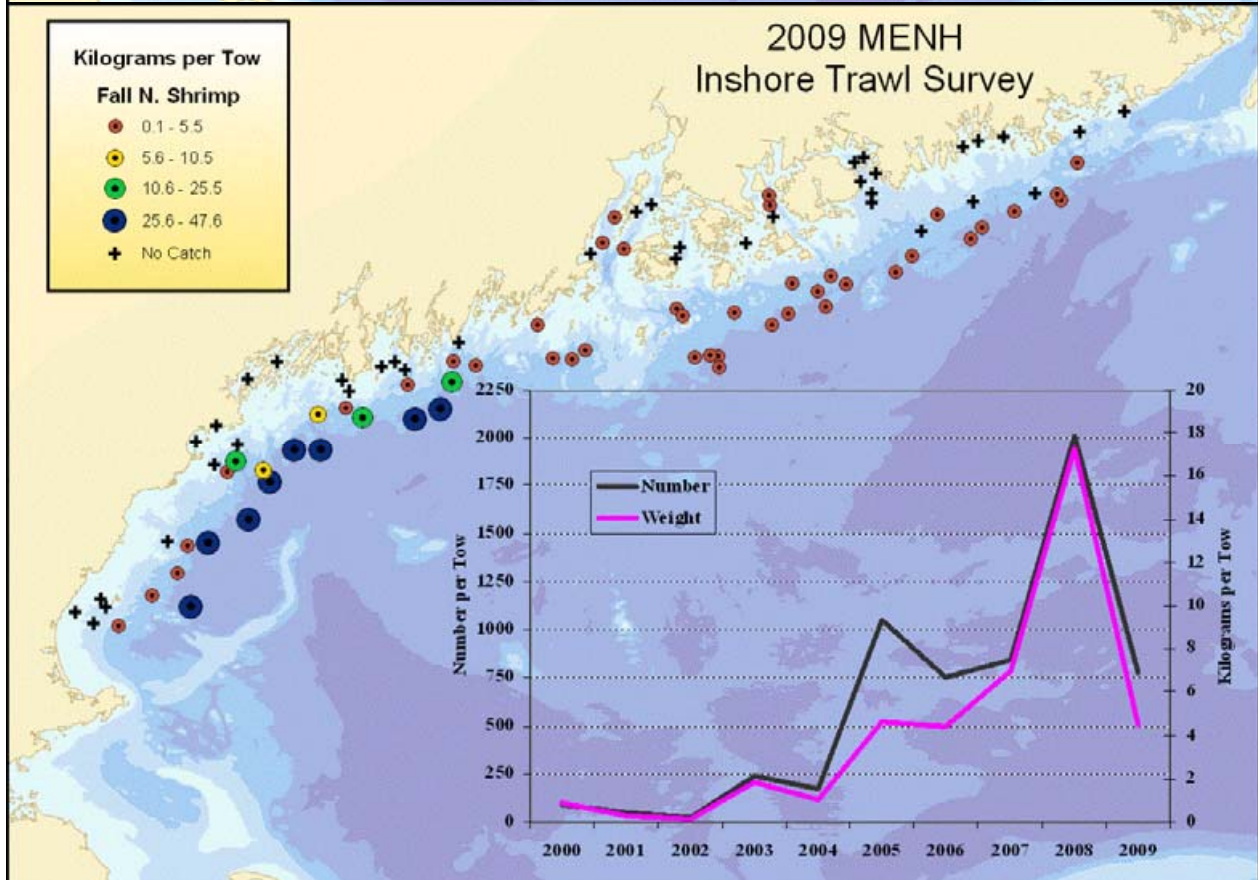 Kilograms per Tow
Fall N. Shrimp
0.1 - 5.5
5.6 - 10.5
10.6 - 25.5
25.6 - 47.6
No Catch
2009 MENH
Inshore Trawl Survey
Number per Tow
2250
2000
1750
1500
1250
1000
750
500
250
0
Number
Weight
20
18
16
14
12
10
8
6
4
2
0
Kilograms per Tow
2000 2001 2002 2003 2004 2005 2006 2007 2008 2009